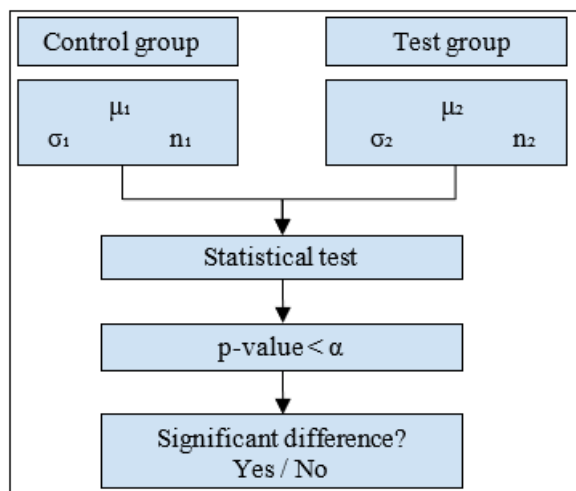 Control group
Test group
μ₁
σ₁ n₁
μ₂
σ₂ n₂
Statistical test
p-value < α
Significant difference?
Yes / No